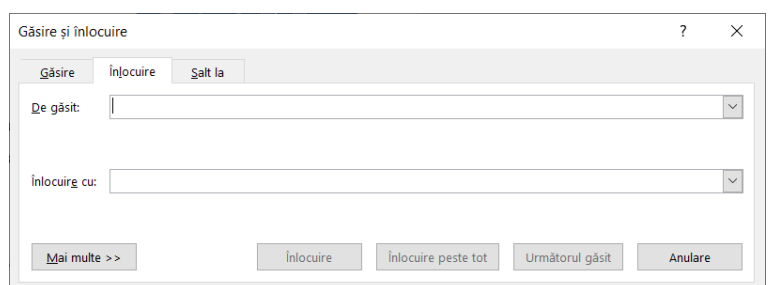 Găsire și înlocuire ?
Găsire Înlocuire Salt la
De găsit:
Înlocuire cu:
Mai multe >> Înlocuire Înlocuire peste tot Următorul găsit Anulare